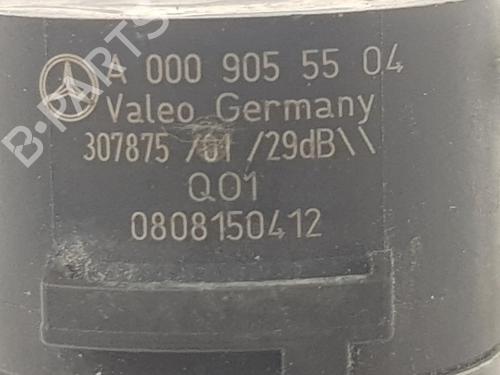 A 000 905 55 04
Valeo Germany
307875 /01 /29dB\\
Q01
0808150412
B-PARTS